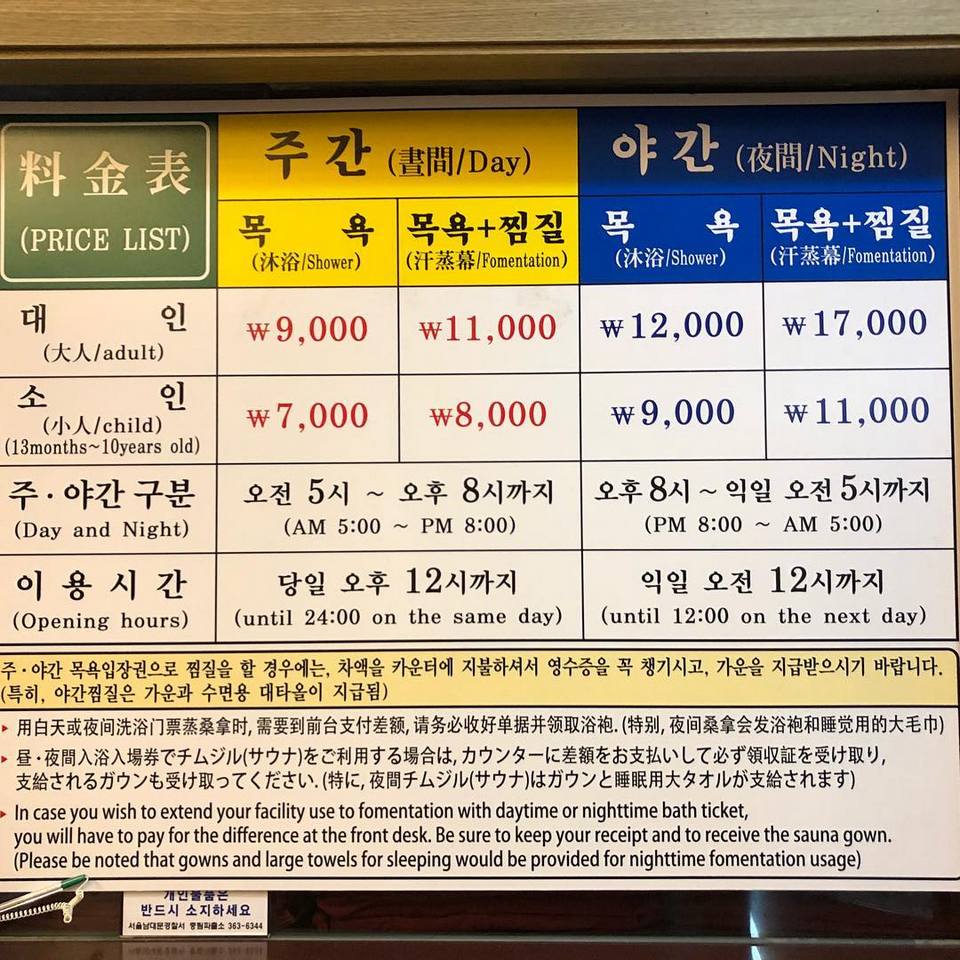 料金表
(PRICE LIST)
주간 (晝間/Day)
야간 (夜間/Night)
목욕
(沐浴/Shower)
목욕+찜질
(汗蒸幕/Fomentation)
목욕
(沐浴/Shower)
목욕+찜질
(汗蒸幕/Fomentation)
대인
(大人/adult)
₩9,000
₩11,000
₩12,000
₩17,000
소인
(小人/child)
(13months~10years old)
₩7,000
₩8,000
₩9,000
₩11,000
주·야간 구분
(Day and Night)
오전 5시 ~ 오후 8시까지
(AM 5:00 ~ PM 8:00)
오후 8시 ~ 익일 오전 5시까지
(PM 8:00 ~ AM 5:00)
이용시간
(Opening hours)
당일 오후 12시까지
(until 24:00 on the same day)
익일 오전 12시까지
(until 12:00 on the next day)
주·야간 목욕입장권으로 찜질을 할 경우에는, 차액을 카운터에 지불하셔서 영수증을 꼭 챙기시고, 가운을 지급받으시기 바랍니다.
(특히, 야간찜질은 가운과 수면용 대타올이 지급됨)
用白天或夜间洗浴门票蒸桑拿时, 需要到前台支付差额, 请务必收好单据并领取浴袍. (特别, 夜间桑拿会发浴袍和睡觉用的大毛巾)
昼·夜間入浴入場券でチムジル(サウナ)をご利用する場合は, カウンターに差額をお支払いして必ず領収証を受け取り,
支給されるガウンも受け取ってください. (特に, 夜間チムジル(サウナ)はガウンと睡眠用大タオルが支給されます)
In case you wish to extend your facility use to fomentation with daytime or nighttime bath ticket,
you will have to pay for the difference at the front desk. Be sure to keep your receipt and to receive the sauna gown.
(Please be noted that gowns and large towels for sleeping would be provided for nighttime fomentation usage)
개인물품은
반드시 소지하세요
서울남대문경찰서 중림파출소 363-6344